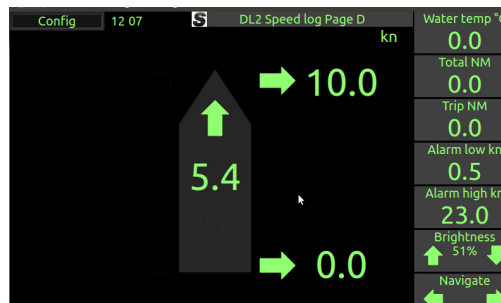 Config 12 07 S DL2 Speed log Page D
kn
10.0
5.4
0.0
Water temp °C
0.0
Total NM
0.0
Trip NM
0.0
Alarm low kn
0.5
Alarm high kn
23.0
Brightness
51%
Navigate